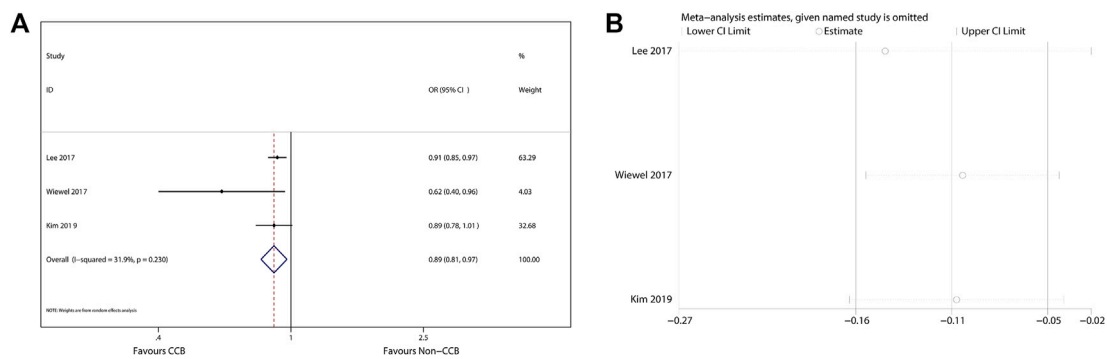 A
Study %
ID OR (95% CI ) Weight
Lee 2017 0.91 (0.85, 0.97) 63.29
Wiewel 2017 0.62 (0.40, 0.96) 4.03
Kim 201 9 0.89 (0.78, 1.01 ) 32.68
Overall (I-squared = 31.9%, p = 0.230) 0.89 (0.81, 0.97) 100.00
NOTE: Weights are from random effects analysis
.4 1 2.5
Favours CCB Favours Non-CCB
B
Meta-analysis estimates, given named study is omitted
Lower CI Limit Estimate Upper CI Limit
Lee 2017
Wiewel 2017
Kim 2019
-0.27 -0.16 -0.11 -0.05 -0.02